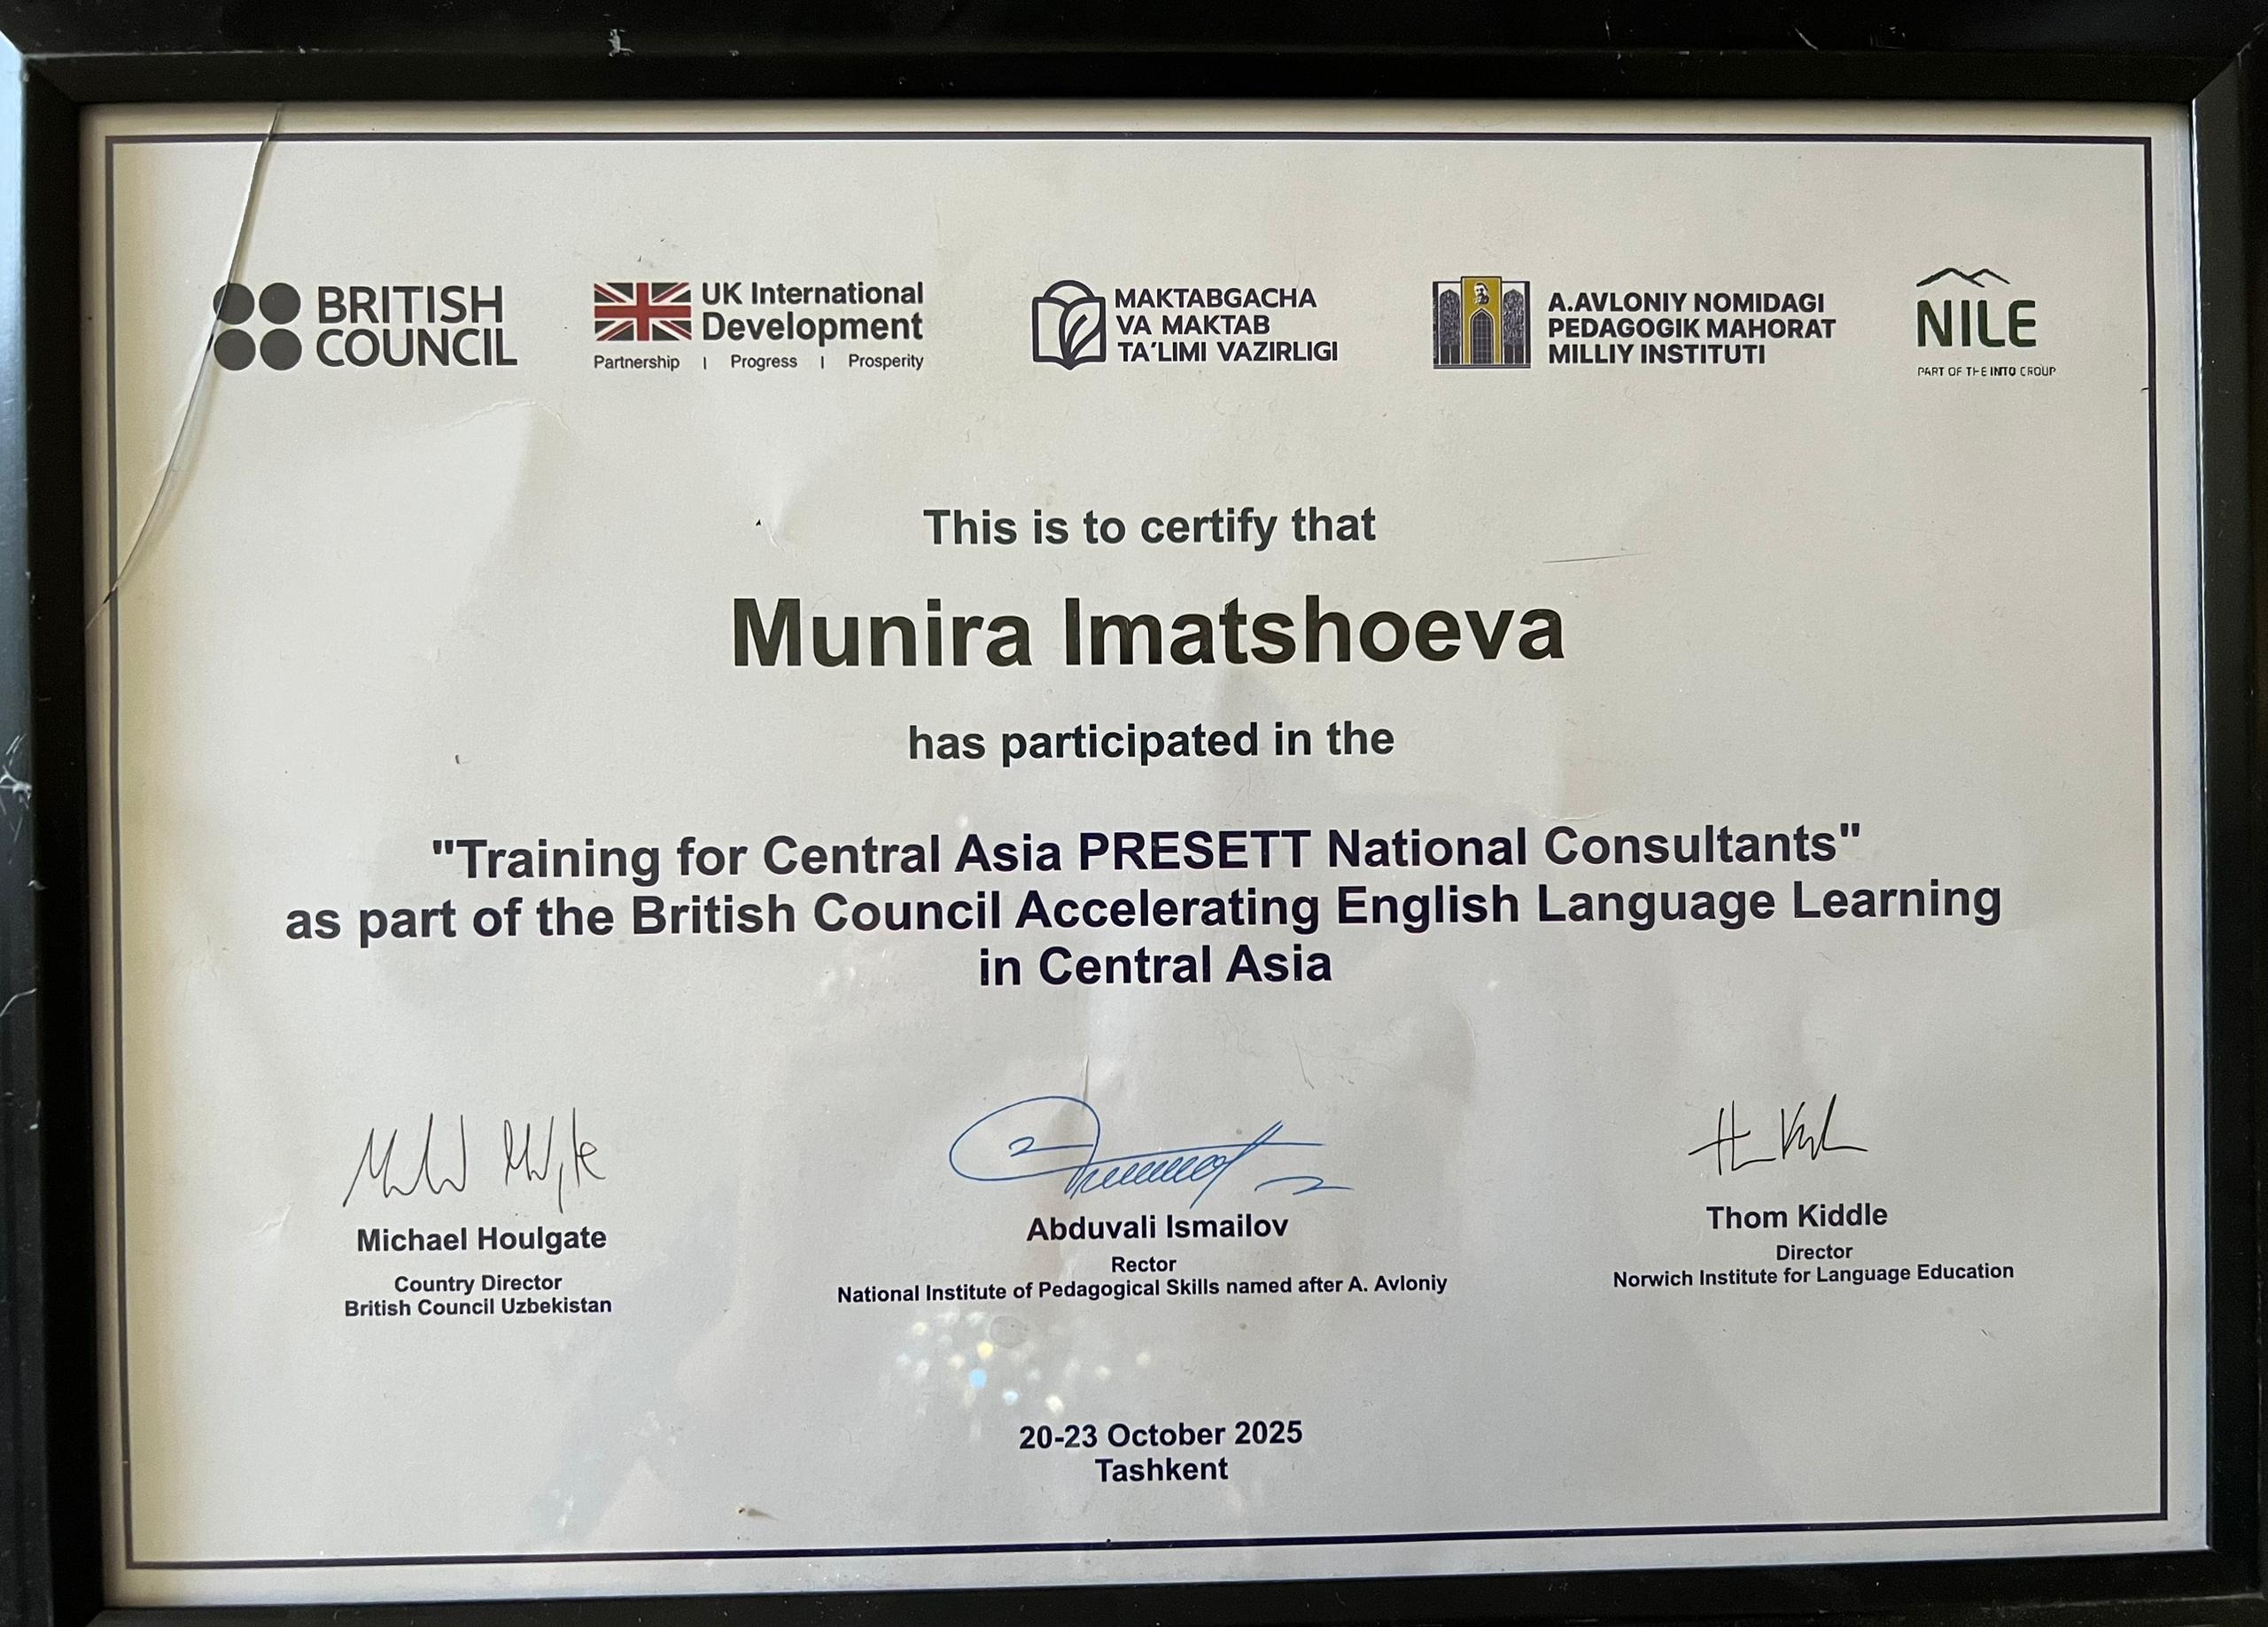 BRITISH
COUNCIL
UK International
Development
Partnership | Progress | Prosperity
MAKTABGACHA
VA MAKTAB
TA'LIMI VAZIRLIGI
A.AVLONIY NOMIDAGI
PEDAGOGIK MAHORAT
MILLIY INSTITUTI
NILE
PART OF THE INTO GROUP
This is to certify that
Munira Imatshoeva
has participated in the
"Training for Central Asia PRESETT National Consultants"
as part of the British Council Accelerating English Language Learning
in Central Asia
Michael Houlgate
Country Director
British Council Uzbekistan
Abduvali Ismailov
Rector
National Institute of Pedagogical Skills named after A. Avloniy
Thom Kiddle
Director
Norwich Institute for Language Education
20-23 October 2025
Tashkent